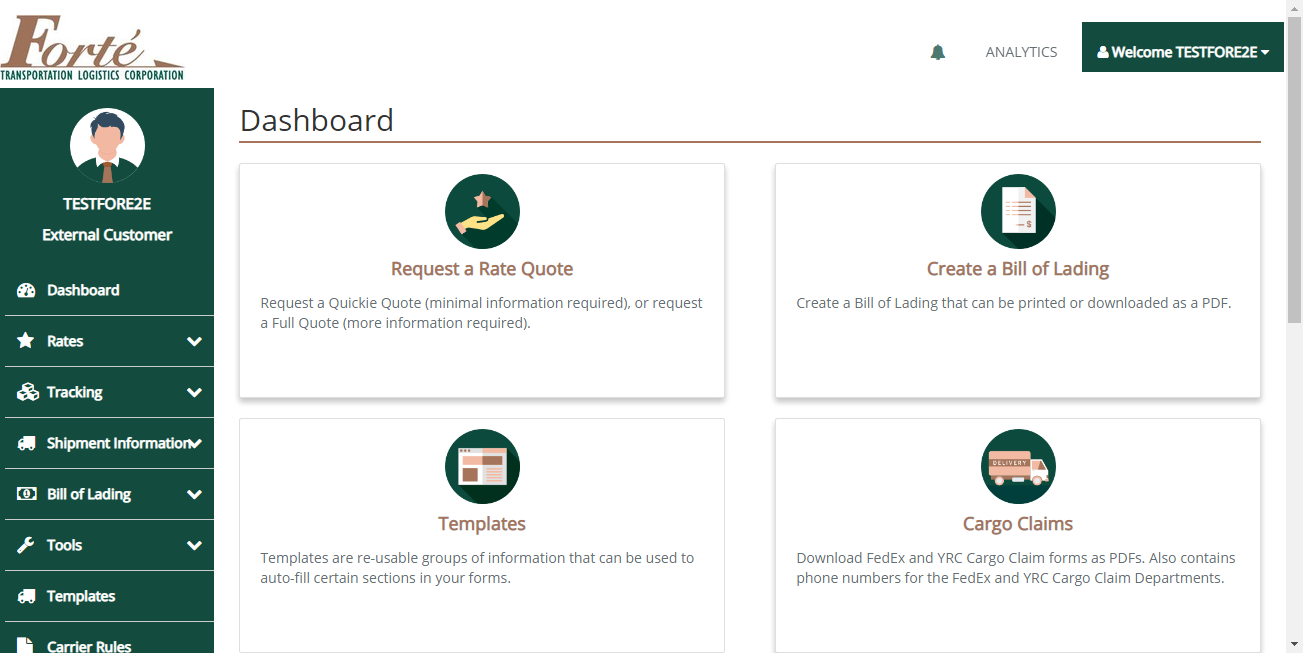 Forté
TRANSPORTATION LOGISTICS CORPORATION
ANALYTICS
Welcome TESTFORE2E
TESTFORE2E
External Customer
Dashboard
Rates
Tracking
Shipment Information
Bill of Lading
Tools
Templates
Carrier Rules
Dashboard
Request a Rate Quote
Request a Quickie Quote (minimal information required), or request
a Full Quote (more information required).
$
Create a Bill of Lading
Create a Bill of Lading that can be printed or downloaded as a PDF.
Templates
Templates are re-usable groups of information that can be used to
auto-fill certain sections in your forms.
DELIVERY
Cargo Claims
Download FedEx and YRC Cargo Claim forms as PDFs. Also contains
phone numbers for the FedEx and YRC Cargo Claim Departments.